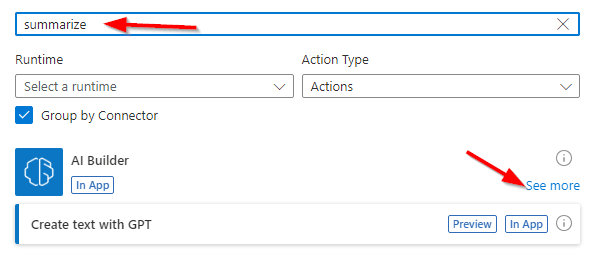 summarize
Runtime Action Type
Select a runtime Actions
Group by Connector
AI Builder
In App
See more
Create text with GPT Preview In App